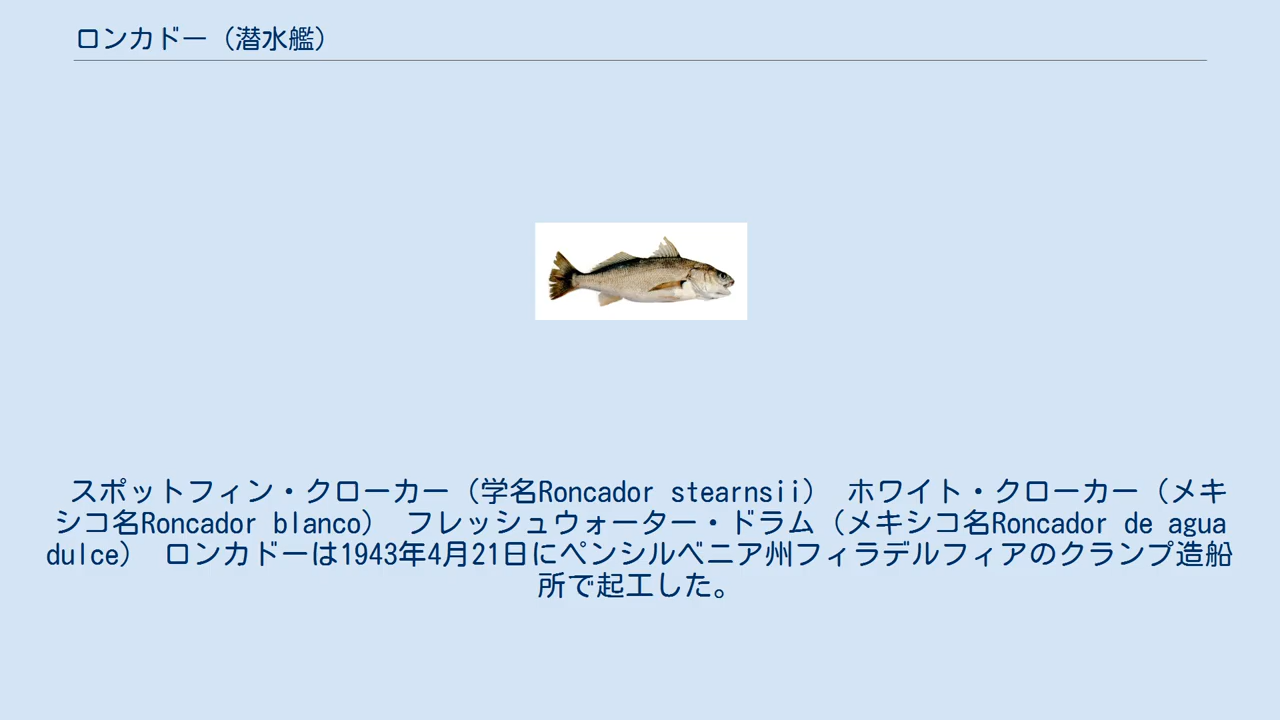 ロンカドー（潜水艦）
スポットフィン・クローカー（学名Roncador stearnsii） ホワイト・クローカー（メキ
シコ名Roncador blanco） フレッシュウォーター・ドラム（メキシコ名Roncador de agua
dulce） ロンカドーは1943年4月21日にペンシルベニア州フィラデルフィアのクランプ造船
所で起工した。